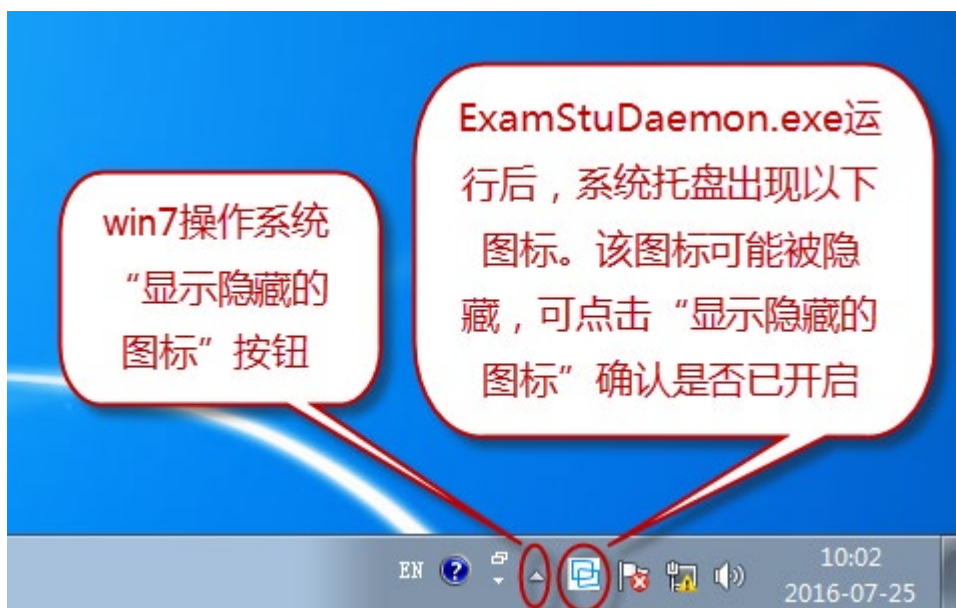 win7操作系统
“显示隐藏的
图标”按钮
ExamStuDaemon.exe运
行后，系统托盘出现以下
图标。该图标可能被隐
藏，可点击“显示隐藏的
图标”确认是否已开启
EN
10:02
2016-07-25